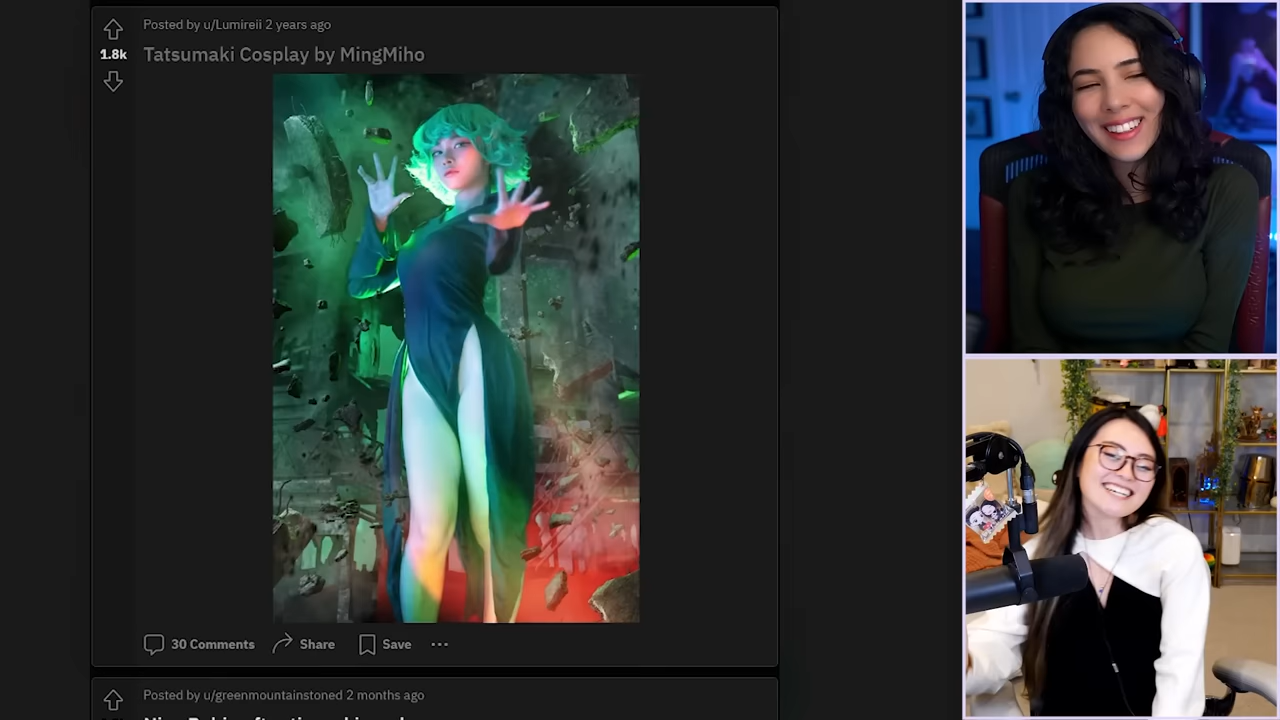 Posted by u/Lumireii 2 years ago
1.8k
Tatsumaki Cosplay by MingMiho
30 Comments
Share
Save
Posted by u/greenmountainstoned 2 months ago